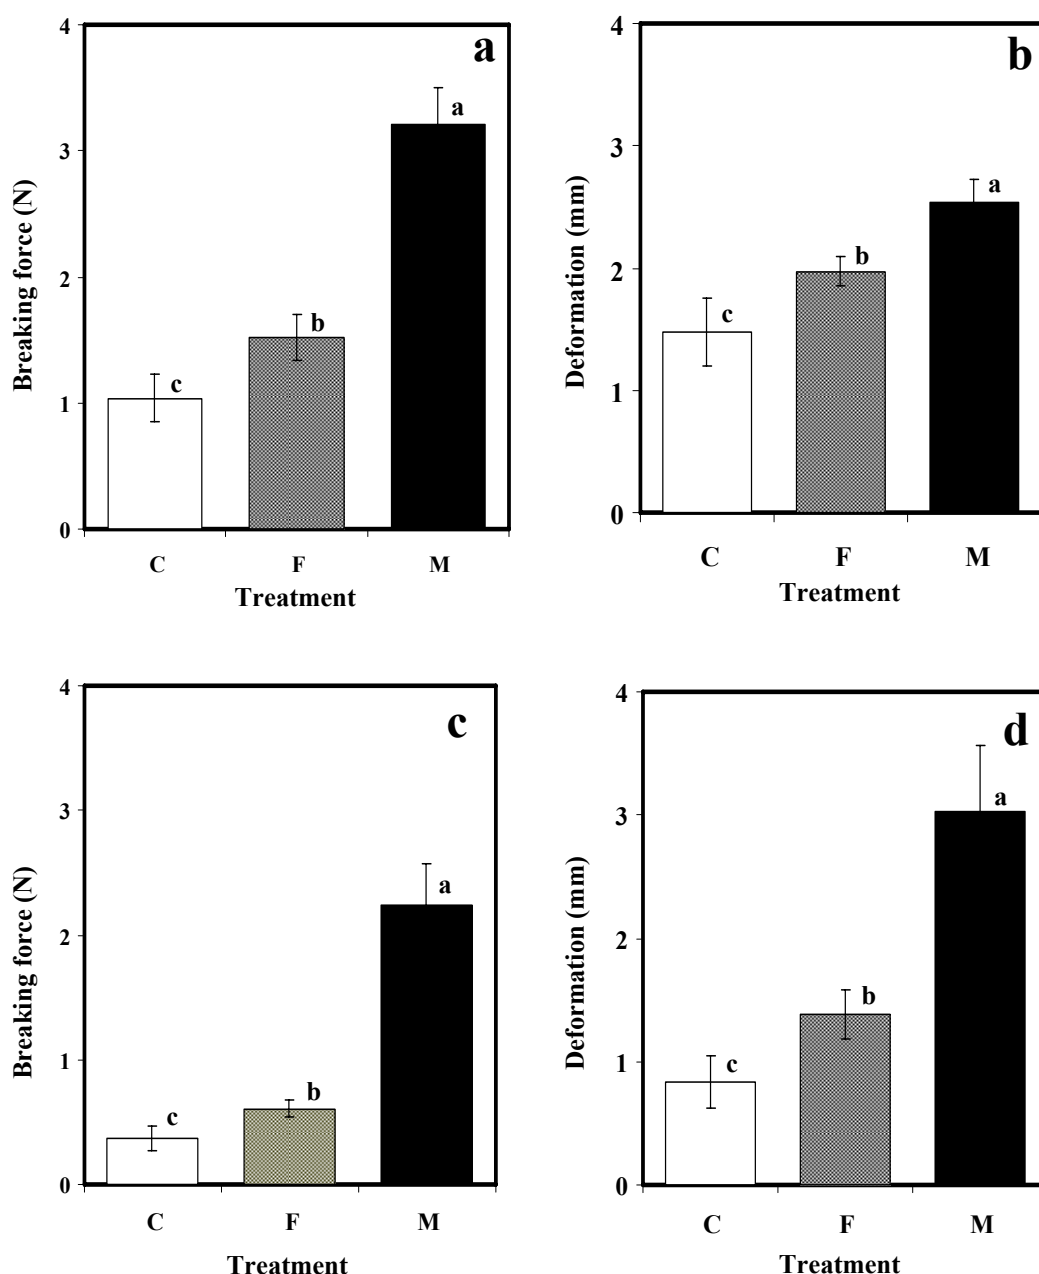 a
Breaking force (N)
4
3
2
1
0
c
b
a
C F M
Treatment
b
Deformation (mm)
4
3
2
1
0
c
b
a
C F M
Treatment
c
Breaking force (N)
4
3
2
1
0
c
b
a
C F M
Treatment
d
Deformation (mm)
4
3
2
1
0
c
b
a
C F M
Treatment